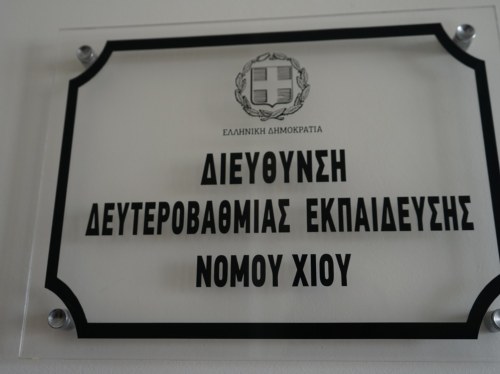 ΕΛΛΗΝΙΚΗ ΔΗΜΟΚΡΑΤΙΑ
ΔΙΕΥΘΥΝΣΗ
ΔΕΥΤΕΡΟΒΑΘΜΙΑΣ ΕΚΠΑΙΔΕΥΣΗΣ
ΝΟΜΟΥ ΧΙΟΥ